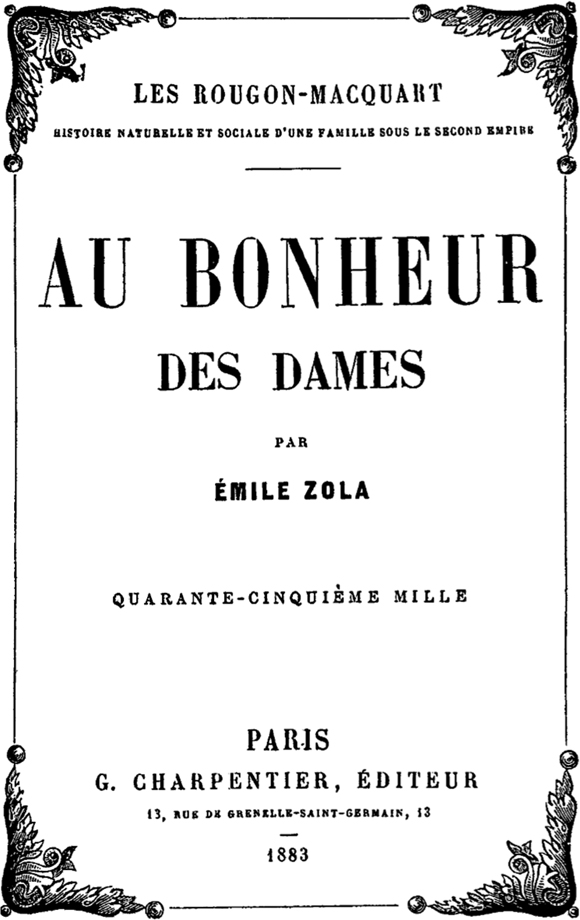 LES ROUGON-MACQUART
HISTOIRE NATURELLE ET SOCIALE D'UNE FAMILLE SOUS LE SECOND EMPIRE
AU BONHEUR
DES DAMES
PAR
ÉMILE ZOLA
QUARANTE-CINQUIÈME MILLE
PARIS
G. CHARPENTIER, ÉDITEUR
13, RUE DE GRENELLE-SAINT-GERMAIN, 13
1883